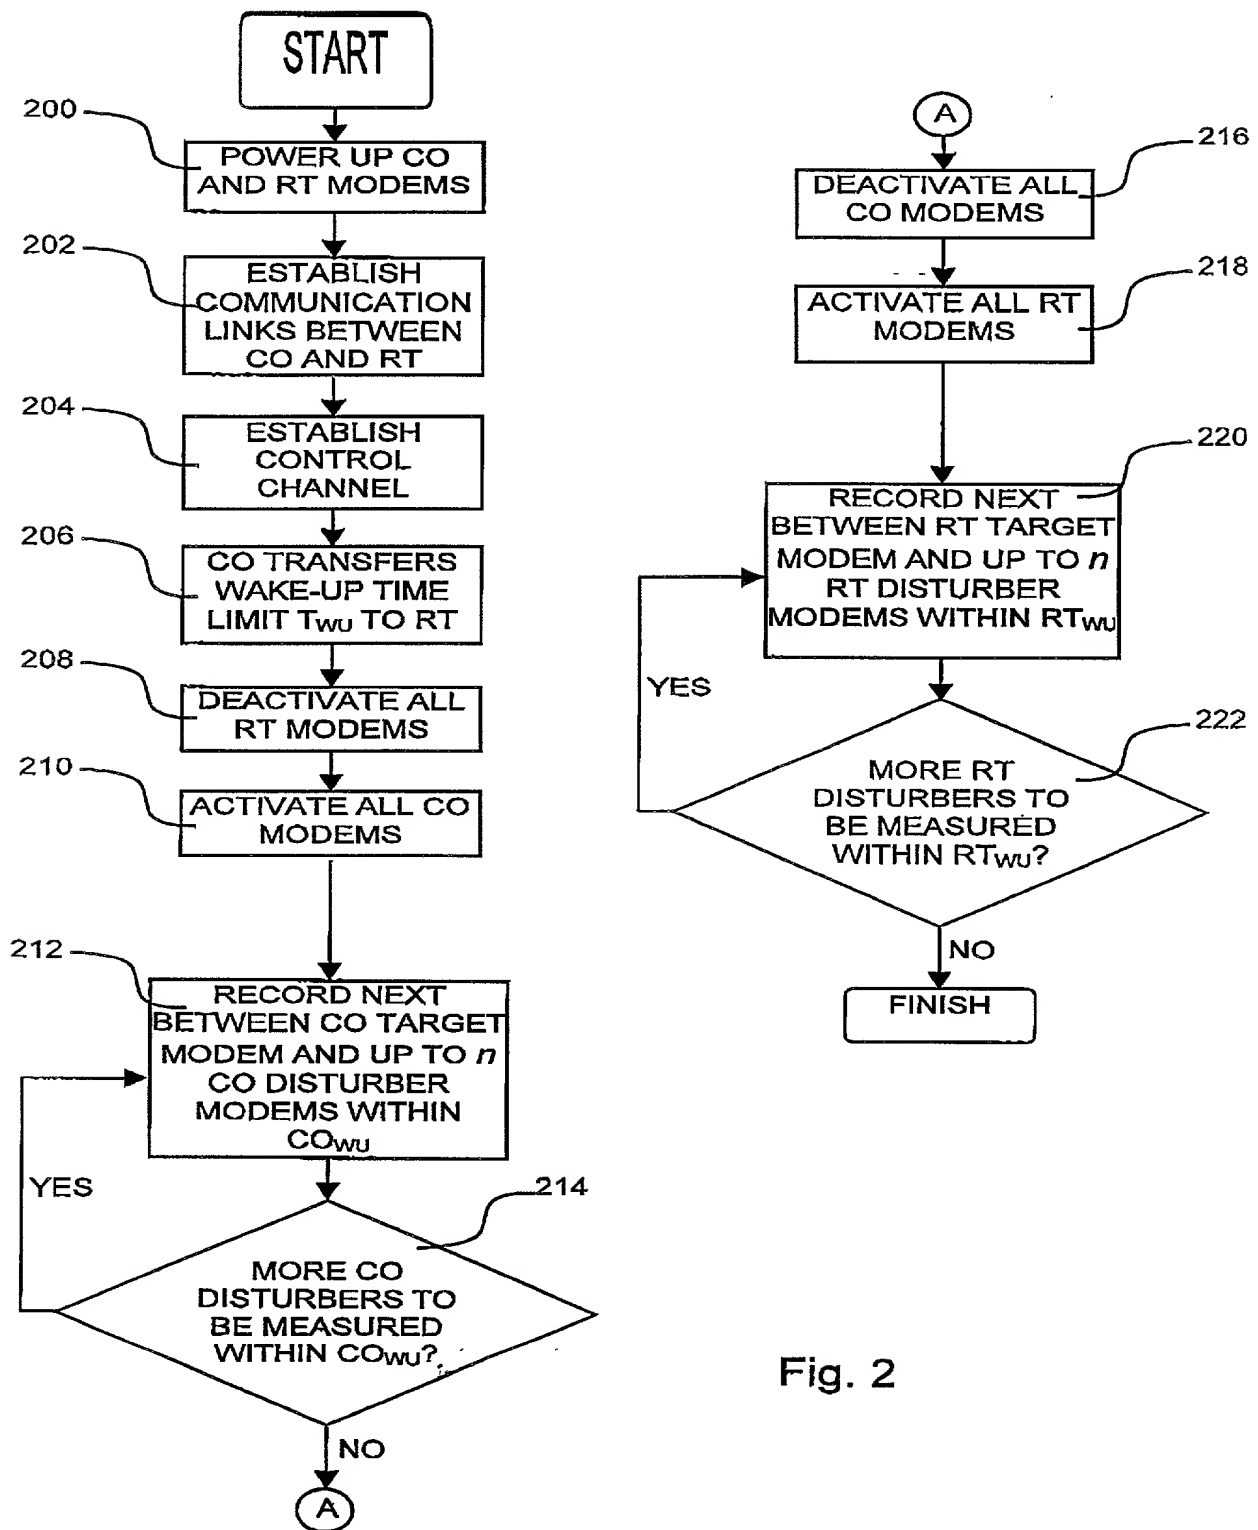 START
200
POWER UP CO
AND RT MODEMS
202
ESTABLISH
COMMUNICATION
LINKS BETWEEN
CO AND RT
204
ESTABLISH
CONTROL
CHANNEL
206
CO TRANSFERS
WAKE-UP TIME
LIMIT TWU TO RT
208
DEACTIVATE ALL
RT MODEMS
210
ACTIVATE ALL CO
MODEMS
212
RECORD NEXT
BETWEEN CO TARGET
MODEM AND UP TO n
CO DISTURBER
MODEMS WITHIN
COWU
YES
214
MORE CO
DISTURBERS TO
BE MEASURED
WITHIN COWU?
NO
A
A
216
DEACTIVATE ALL
CO MODEMS
218
ACTIVATE ALL RT
MODEMS
220
RECORD NEXT
BETWEEN RT TARGET
MODEM AND UP TO n
RT DISTURBER
MODEMS WITHIN RTWU
YES
222
MORE RT
DISTURBERS TO
BE MEASURED
WITHIN RTWU?
NO
FINISH
Fig. 2